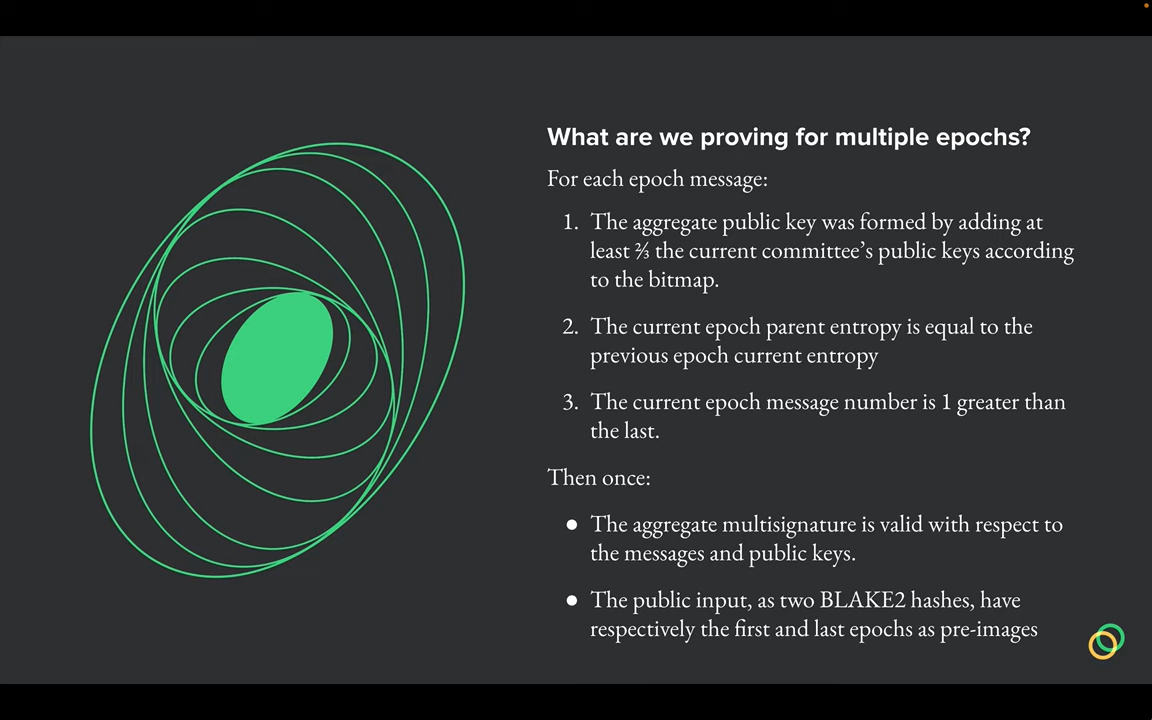 What are we proving for multiple epochs?
For each epoch message:
1. The aggregate public key was formed by adding at
least ⅔ the current committee’s public keys according
to the bitmap.
2. The current epoch parent entropy is equal to the
previous epoch current entropy
3. The current epoch message number is 1 greater than
the last.
Then once:
● The aggregate multisignature is valid with respect to
the messages and public keys.
● The public input, as two BLAKE2 hashes, have
respectively the first and last epochs as pre-images